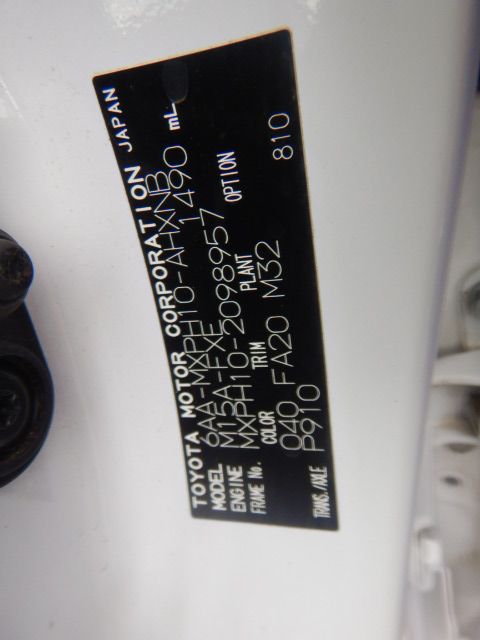 TOYOTA MOTOR CORPORATION JAPAN
MODEL 6AA-MXPH10-AHXNB
ENGINE M15A-FXE 1490 mL
FRAME No. MXPH10-2098957
COLOR TRIM PLANT OPTION
040 FA20 M32 810
TRANS./AXLE P910